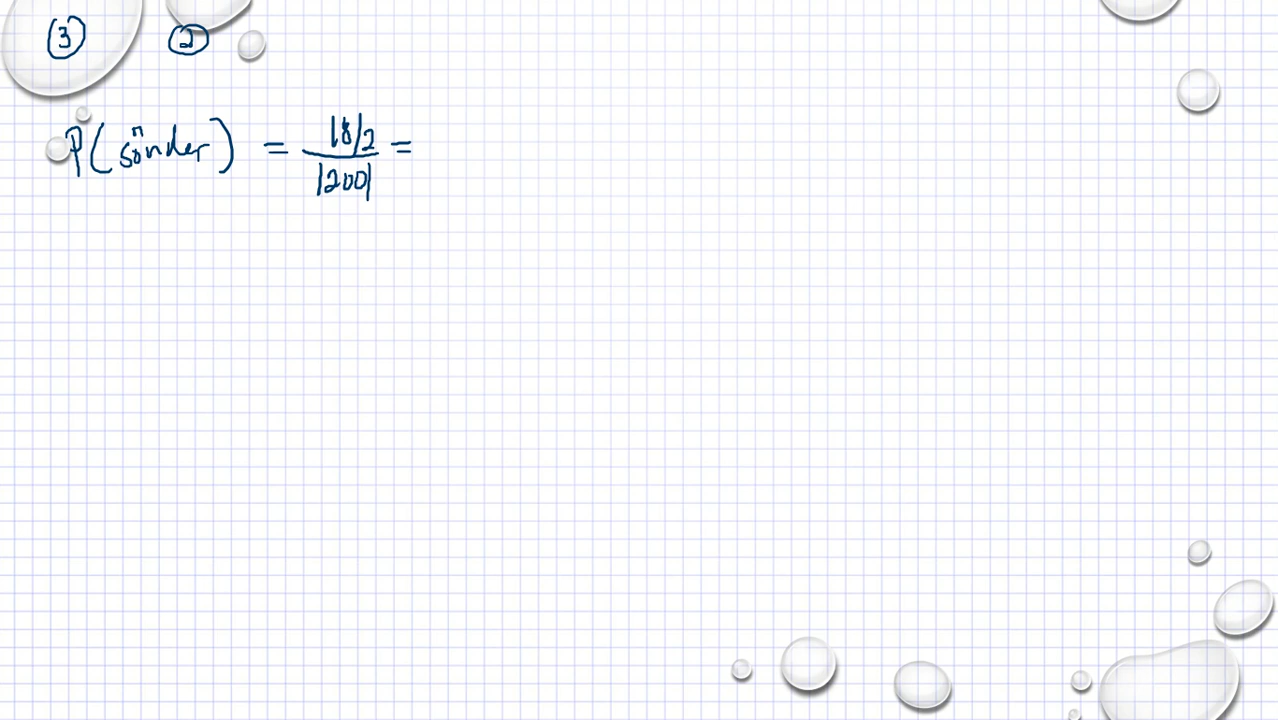 ③ ②
P(sönder) = 18/2 / 1200 =